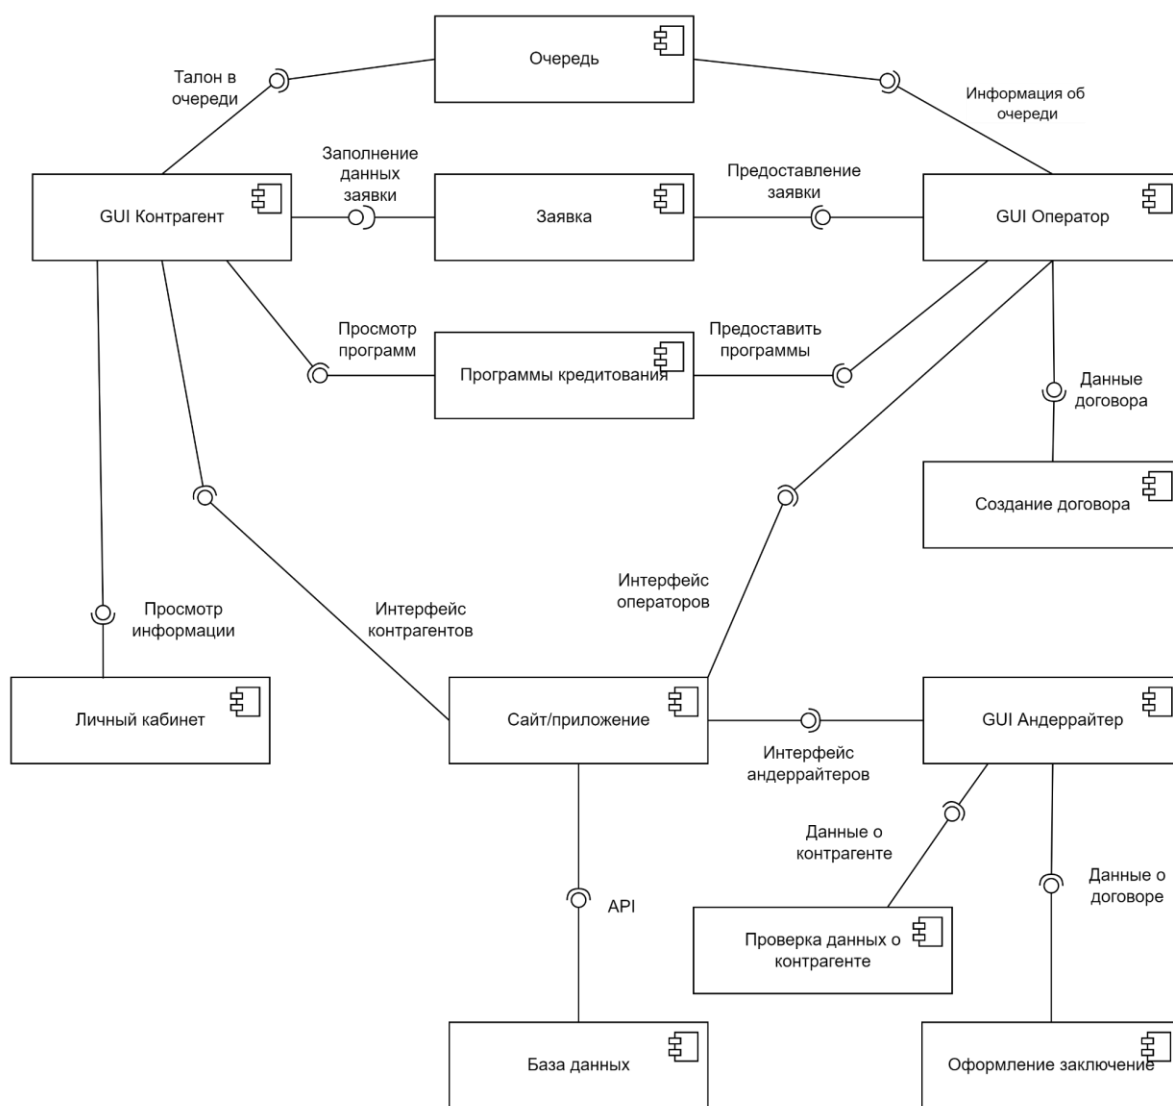 Очередь
Талон в
очереди
Информация об
очереди
Заполнение
данных
заявки
Предоставление
заявки
GUI Контрагент
Заявка
GUI Оператор
Просмотр
программ
Предоставить
программы
Программы кредитования
Данные
договора
Создание договора
Интерфейс
операторов
Просмотр
информации
Интерфейс
контрагентов
Личный кабинет
Сайт/приложение
GUI Андеррайтер
Интерфейс
андеррайтеров
Данные о
контрагенте
Данные о
договоре
API
Проверка данных о
контрагенте
База данных
Оформление заключение